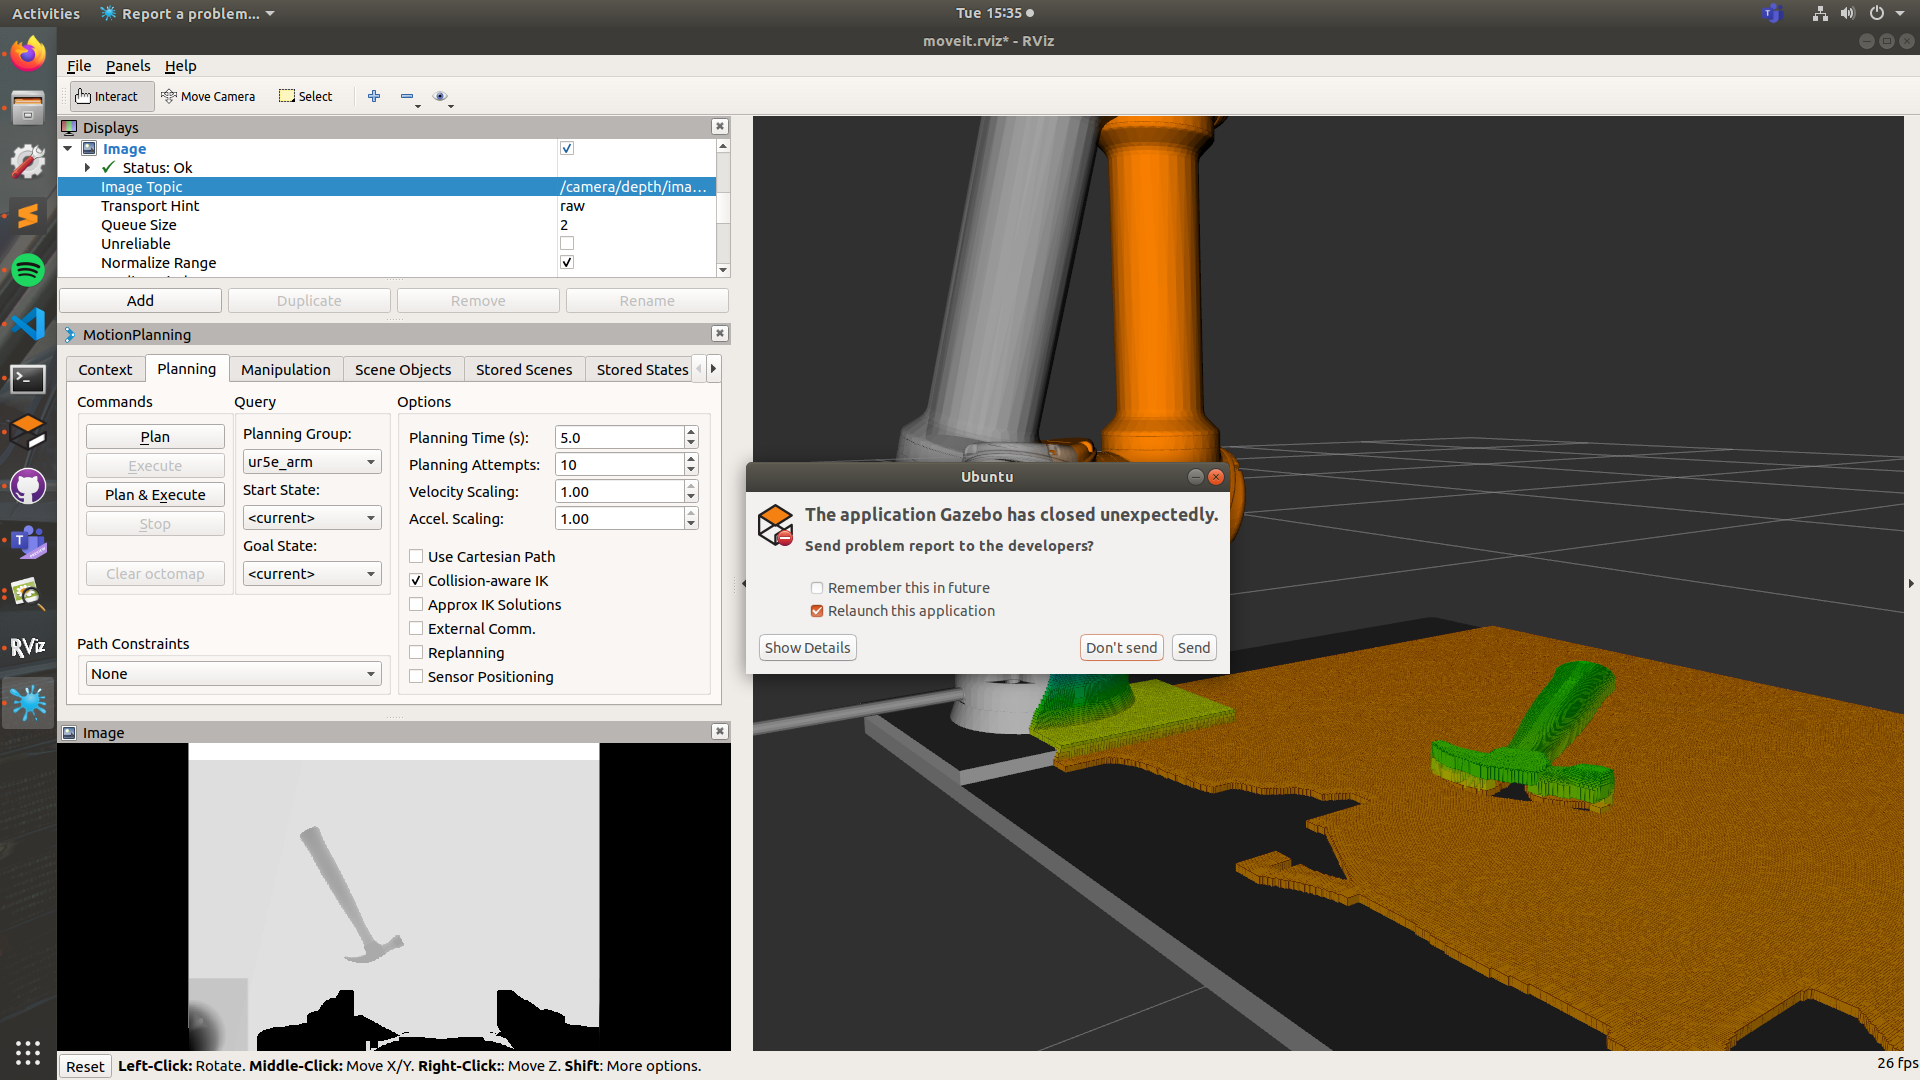 Activities Report a problem... Tue 15:35
moveit.rviz* - RViz
File Panels Help
Interact Move Camera Select
Displays
Image
Status: Ok
Image Topic /camera/depth/ima...
Transport Hint raw
Queue Size 2
Unreliable
Normalize Range
Add Duplicate Remove Rename
MotionPlanning
Context Planning Manipulation Scene Objects Stored Scenes Stored States
Commands Query Options
Plan
Execute
Plan & Execute
Stop
Clear octomap
Planning Group:
ur5e_arm
Start State:
<current>
Goal State:
<current>
Planning Time (s): 5.0
Planning Attempts: 10
Velocity Scaling: 1.00
Accel. Scaling: 1.00
Use Cartesian Path
Collision-aware IK
Approx IK Solutions
External Comm.
Replanning
Sensor Positioning
Path Constraints
None
Image
Ubuntu
The application Gazebo has closed unexpectedly.
Send problem report to the developers?
Remember this in future
Relaunch this application
Show Details Don't send Send
RViz
Reset Left-Click: Rotate. Middle-Click: Move X/Y. Right-Click:: Move Z. Shift: More options.
26 fps